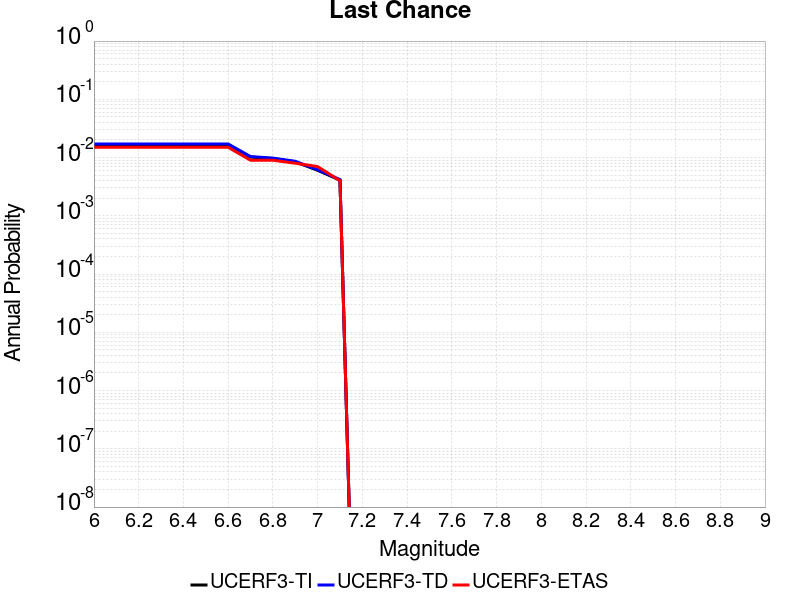 Last Chance
10^0
10^-1
10^-2
10^-3
10^-4
10^-5
10^-6
10^-7
10^-8
Annual Probability
6 6.2 6.4 6.6 6.8 7 7.2 7.4 7.6 7.8 8 8.2 8.4 8.6 8.8 9
Magnitude
UCERF3-TI UCERF3-TD UCERF3-ETAS